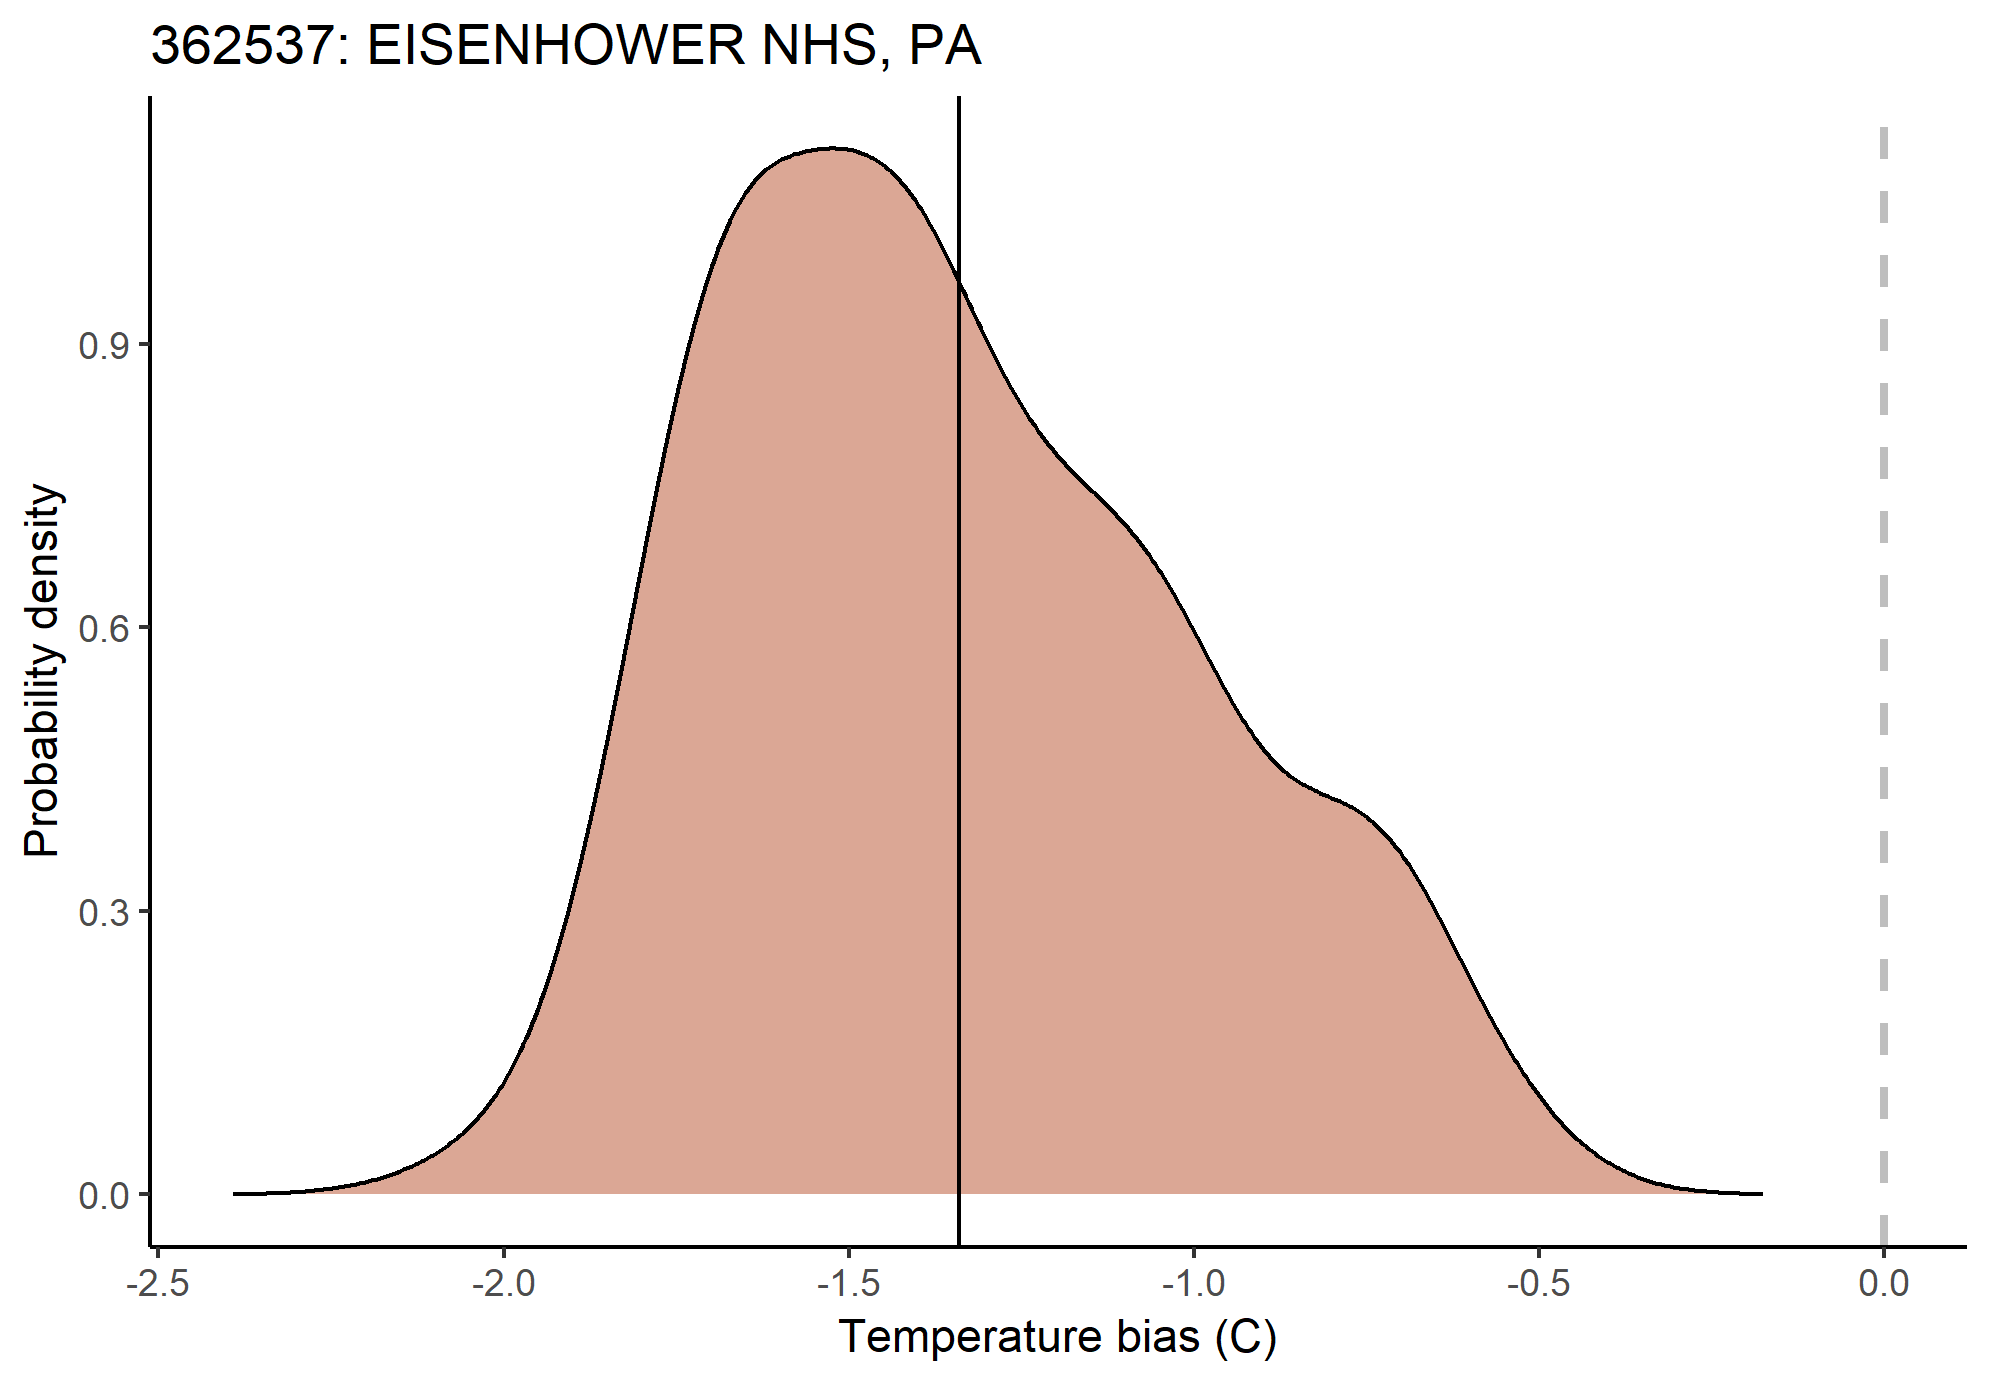 362537: EISENHOWER NHS, PA
Probability density
0.9
0.6
0.3
0.0
-2.5 -2.0 -1.5 -1.0 -0.5 0.0
Temperature bias (C)